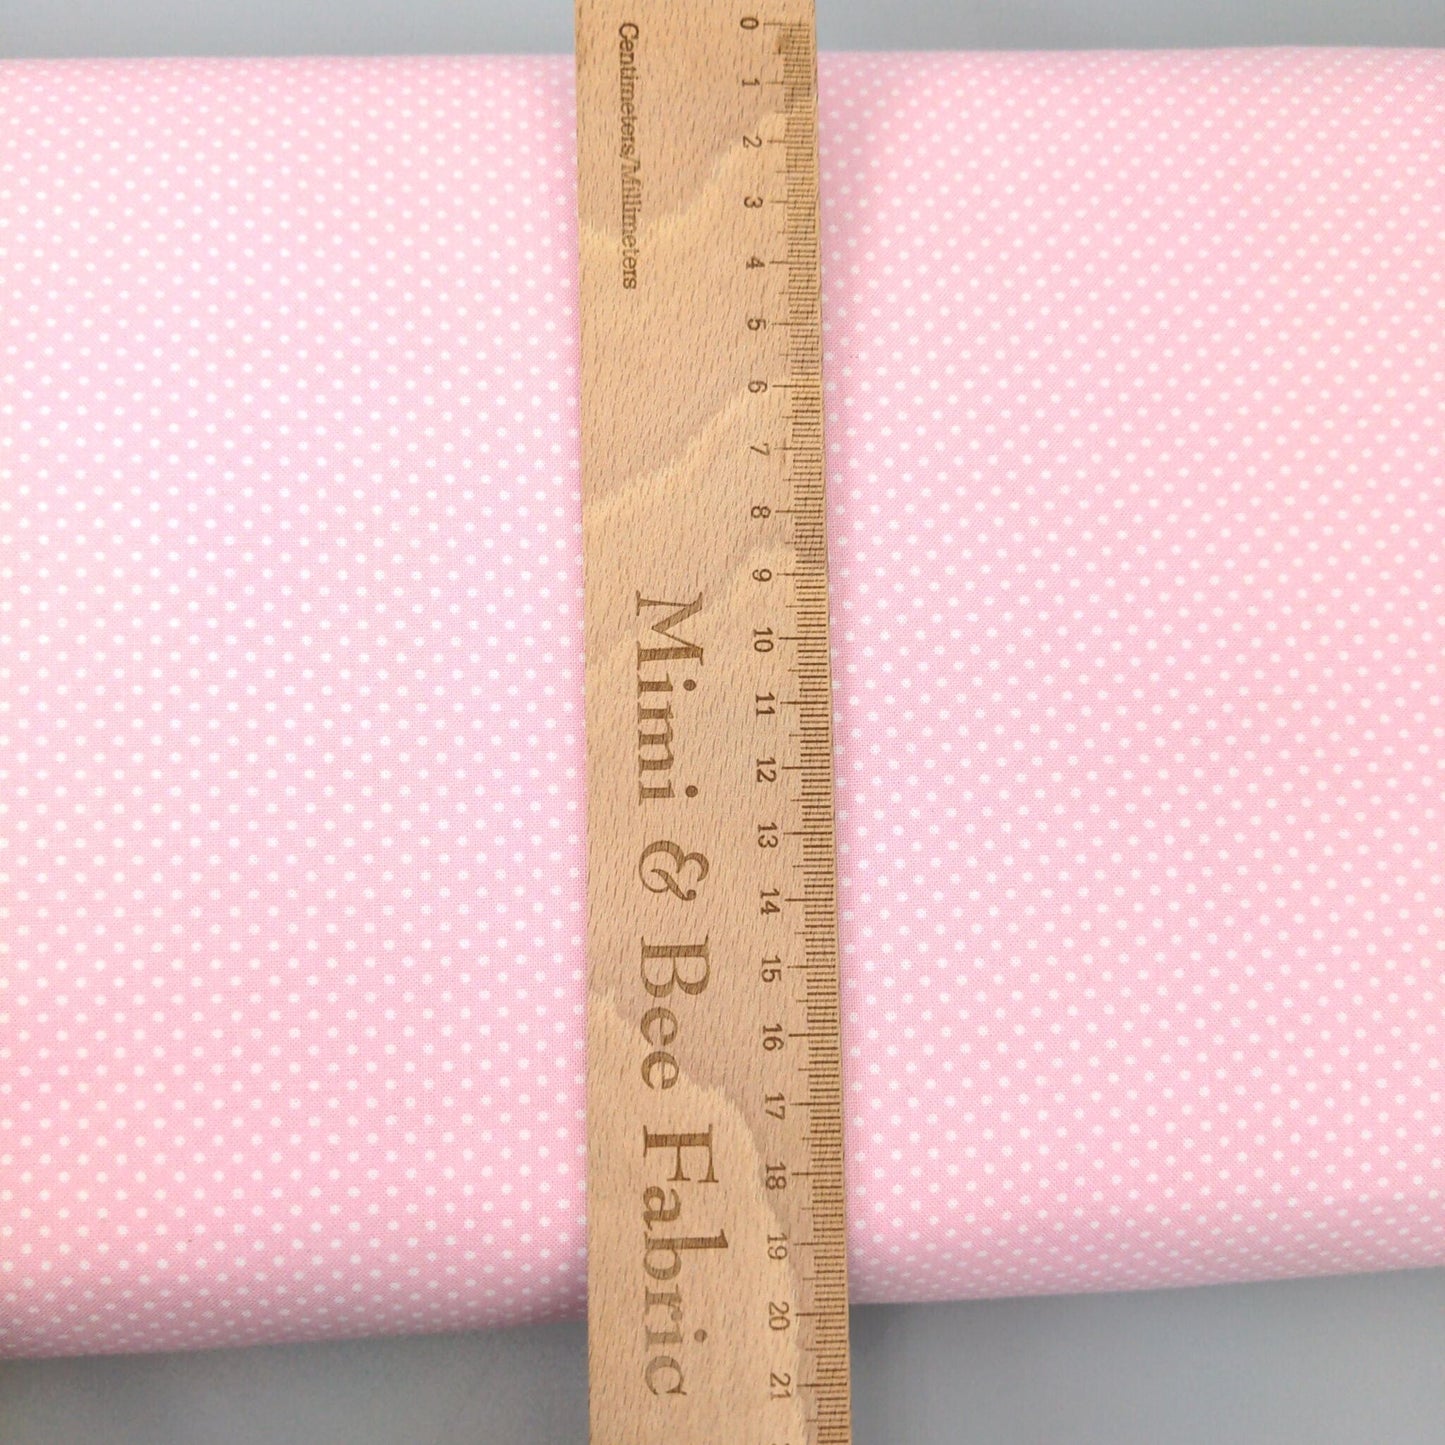 Centimeters/Millimeters
Mimi & Bee Fabric
0 1 2 3 4 5 6 7 8 9 10 11 12 13 14 15 16 17 18 19 20 21